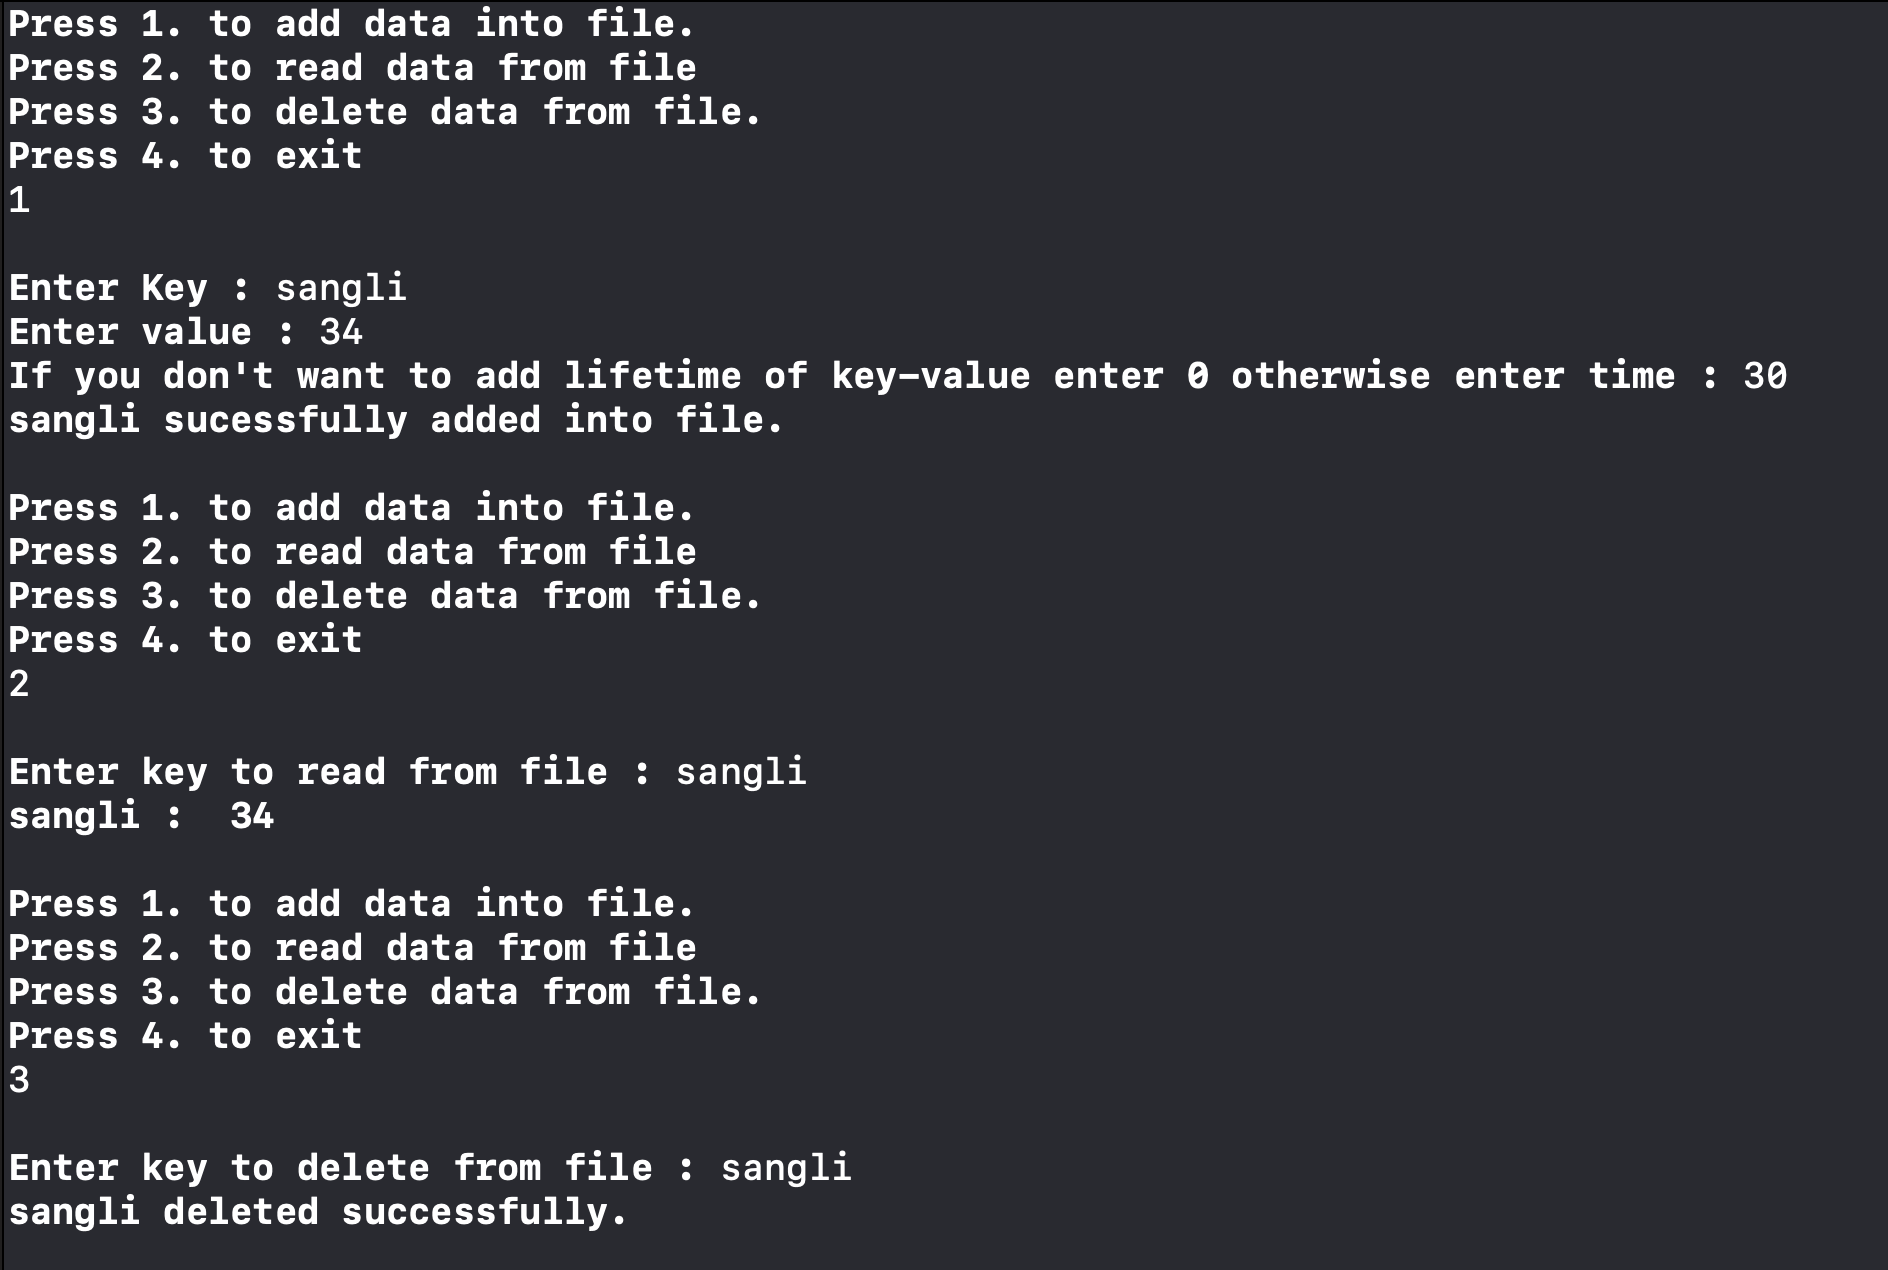 Press 1. to add data into file.
Press 2. to read data from file
Press 3. to delete data from file.
Press 4. to exit
1
Enter Key : sangli
Enter value : 34
If you don't want to add lifetime of key-value enter 0 otherwise enter time : 30
sangli sucessfully added into file.
Press 1. to add data into file.
Press 2. to read data from file
Press 3. to delete data from file.
Press 4. to exit
2
Enter key to read from file : sangli
sangli :  34
Press 1. to add data into file.
Press 2. to read data from file
Press 3. to delete data from file.
Press 4. to exit
3
Enter key to delete from file : sangli
sangli deleted successfully.